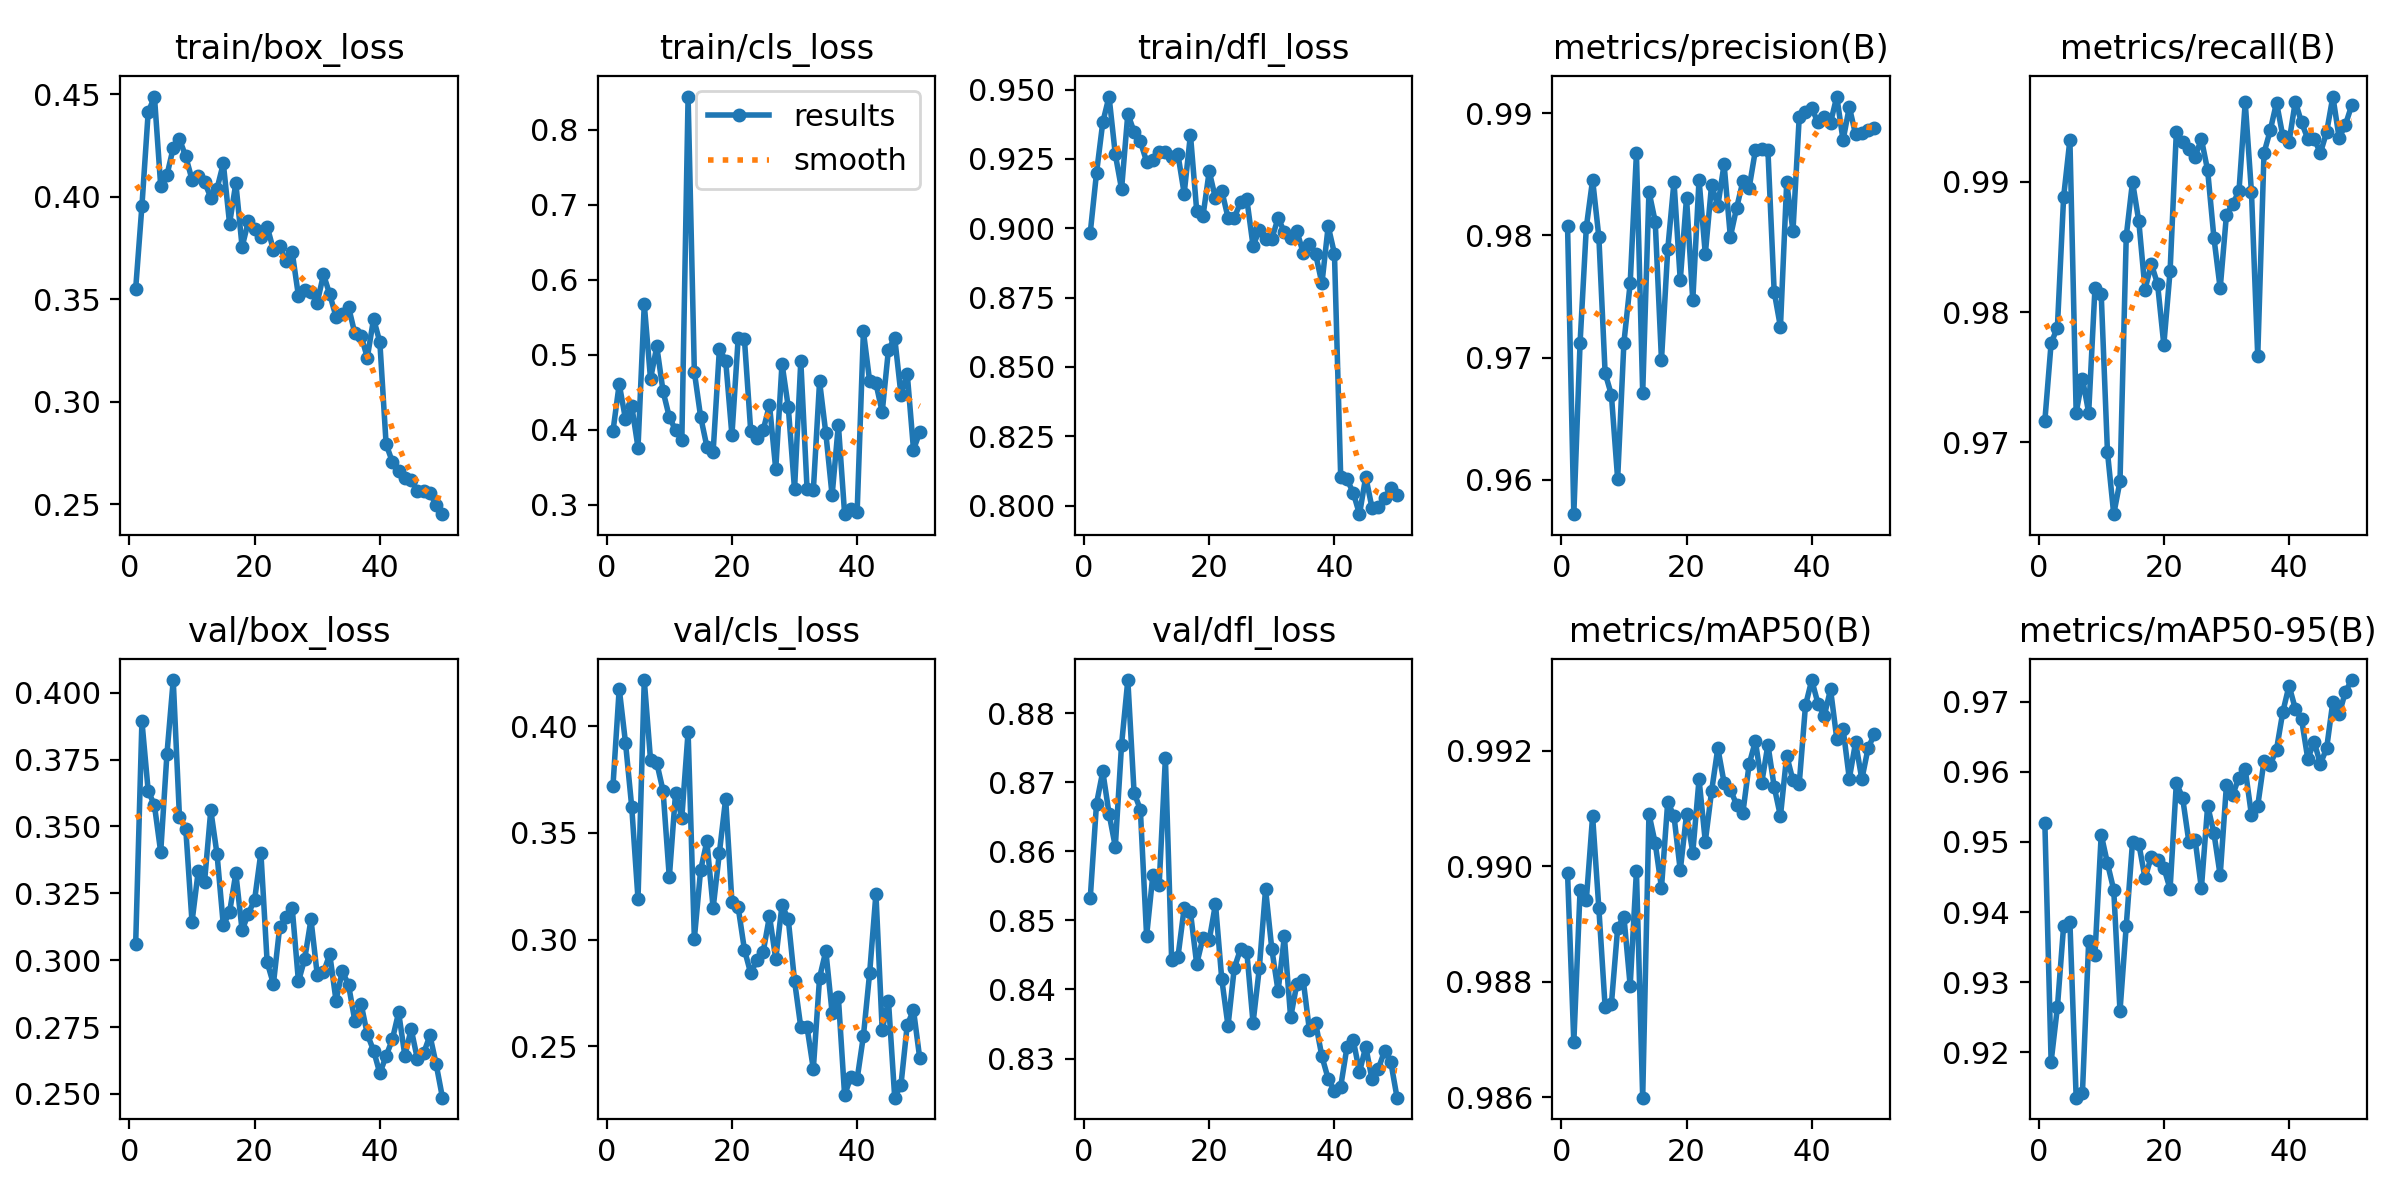 train/box_loss
0.45
0.40
0.35
0.30
0.25
0 20 40
train/cls_loss
results
smooth
0.8
0.7
0.6
0.5
0.4
0.3
0 20 40
train/dfl_loss
0.950
0.925
0.900
0.875
0.850
0.825
0.800
0 20 40
metrics/precision(B)
0.99
0.98
0.97
0.96
0 20 40
metrics/recall(B)
0.99
0.98
0.97
0 20 40
val/box_loss
0.400
0.375
0.350
0.325
0.300
0.275
0.250
0 20 40
val/cls_loss
0.40
0.35
0.30
0.25
0 20 40
val/dfl_loss
0.88
0.87
0.86
0.85
0.84
0.83
0 20 40
metrics/mAP50(B)
0.992
0.990
0.988
0.986
0 20 40
metrics/mAP50-95(B)
0.97
0.96
0.95
0.94
0.93
0.92
0 20 40